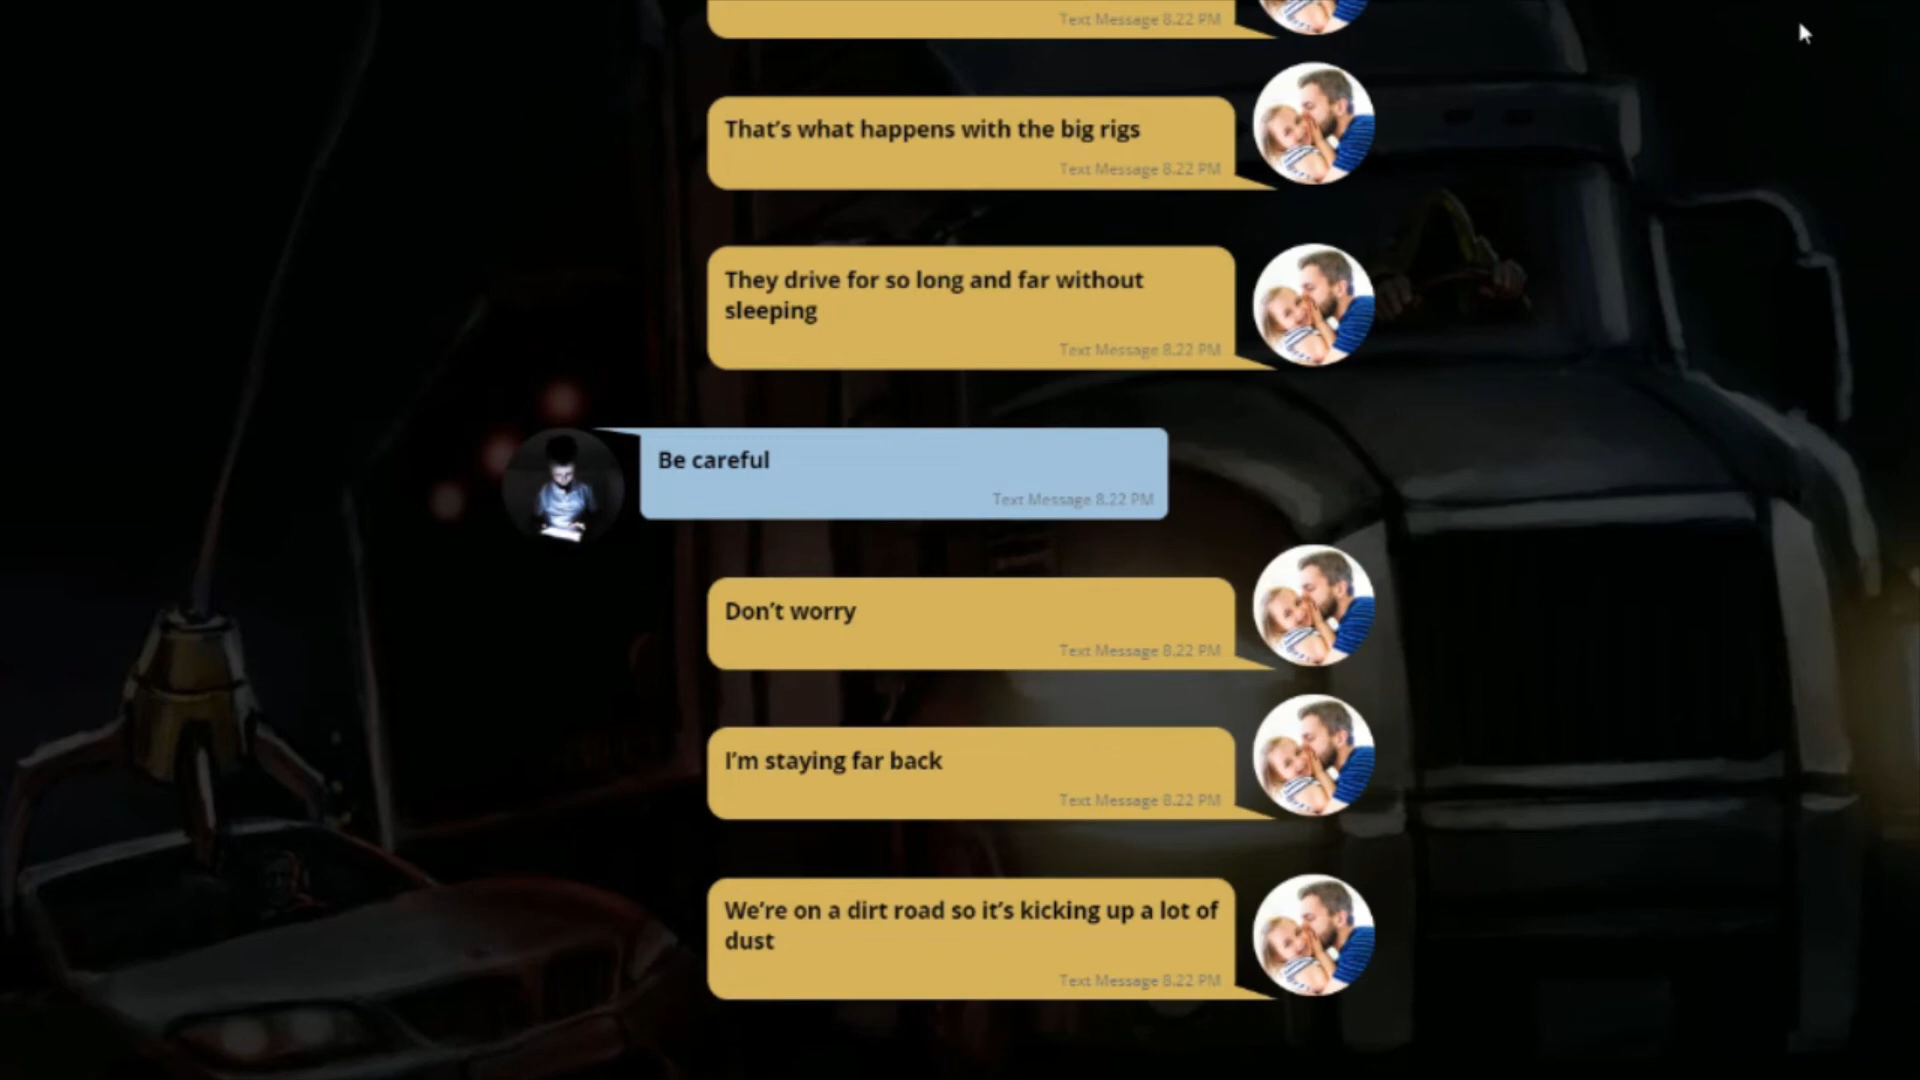 Text Message 8.22 PM
That's what happens with the big rigs
Text Message 8.22 PM
They drive for so long and far without
sleeping
Text Message 8.22 PM
Be careful
Text Message 8.22 PM
Don't worry
Text Message 8.22 PM
I'm staying far back
Text Message 8.22 PM
We're on a dirt road so it's kicking up a lot of
dust
Text Message 8.22 PM